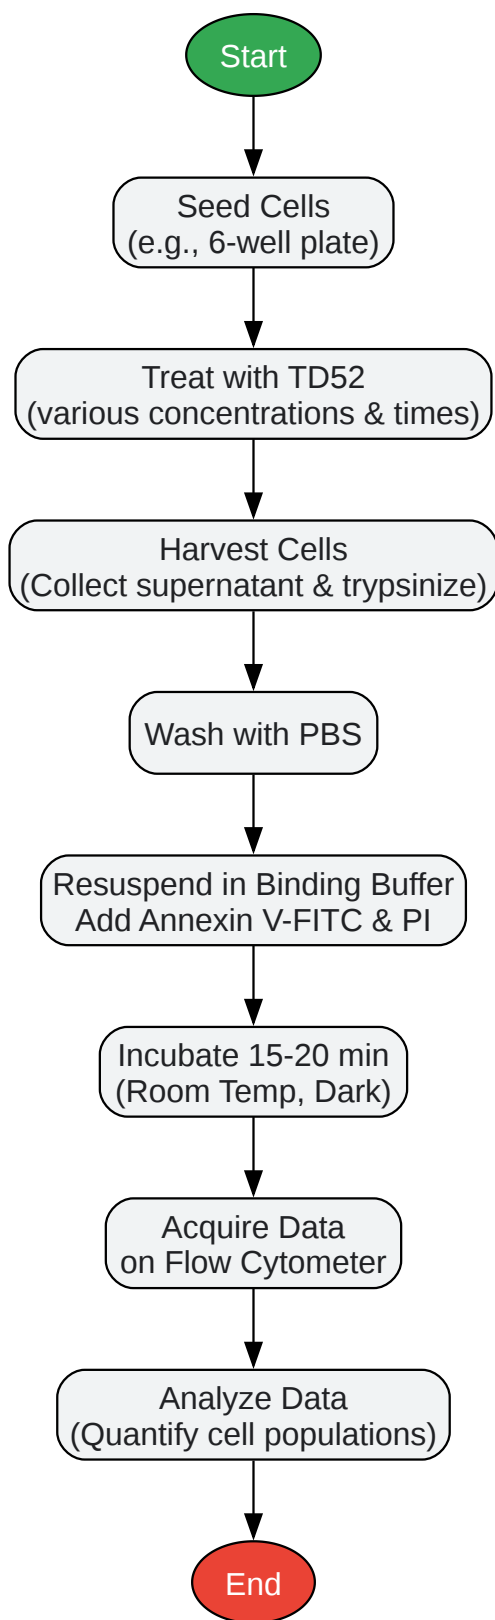 Start
Seed Cells
(e.g., 6-well plate)
Treat with TD52
(various concentrations & times)
Harvest Cells
(Collect supernatant & trypsinize)
Wash with PBS
Resuspend in Binding Buffer
Add Annexin V-FITC & PI
Incubate 15-20 min
(Room Temp, Dark)
Acquire Data
on Flow Cytometer
Analyze Data
(Quantify cell populations)
End